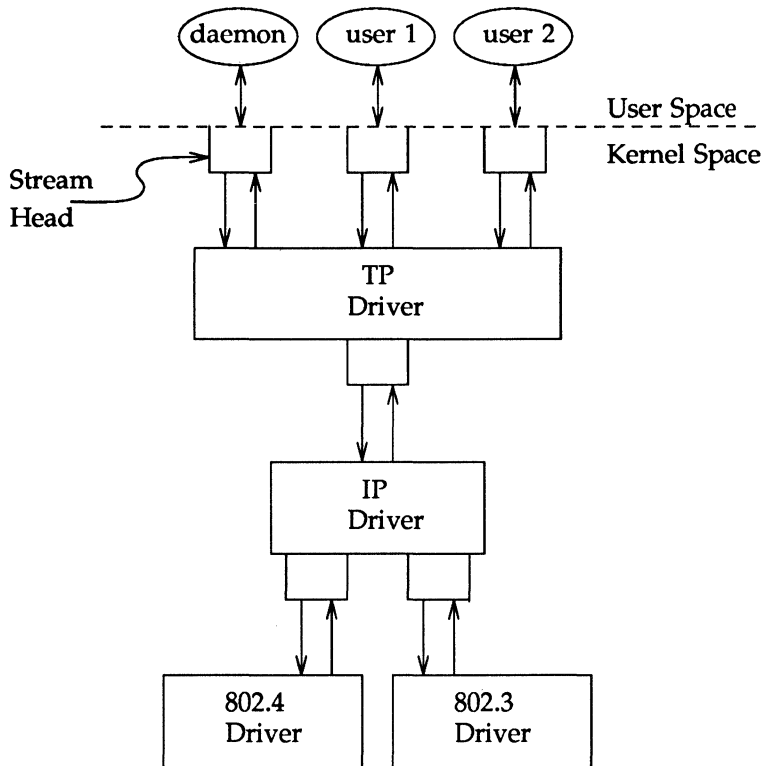 daemon
user 1
user 2
User Space
Kernel Space
Stream
Head
TP
Driver
IP
Driver
802.4
Driver
802.3
Driver